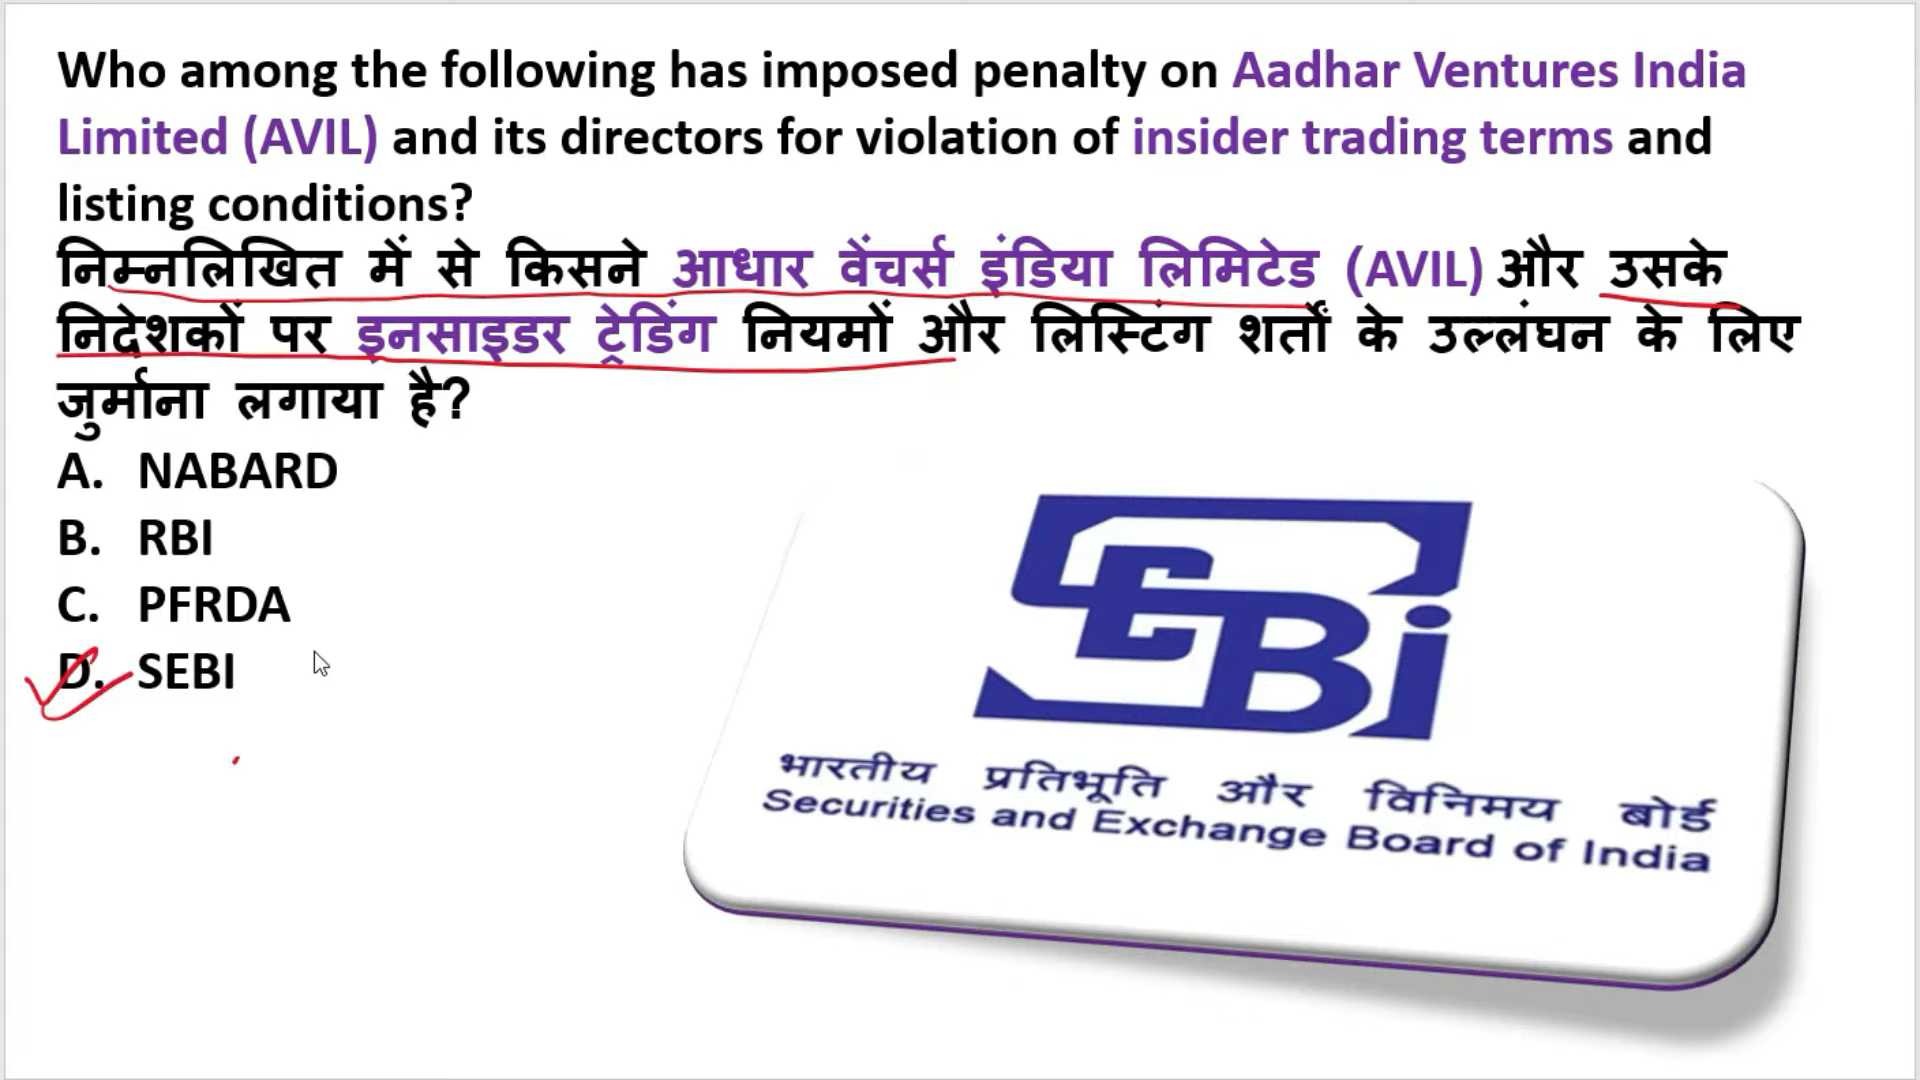 Who among the following has imposed penalty on Aadhar Ventures India
Limited (AVIL) and its directors for violation of insider trading terms and
listing conditions?
निम्नलिखित में से किसने आधार वेंचर्स इंडिया लिमिटेड (AVIL) और उसके
निदेशकों पर इनसाइडर ट्रेडिंग नियमों और लिस्टिंग शर्तों के उल्लंघन के लिए
जुर्माना लगाया है?
A. NABARD
B. RBI
C. PFRDA
D. SEBI
SEBI
भारतीय प्रतिभूति और विनिमय बोर्ड
Securities and Exchange Board of India